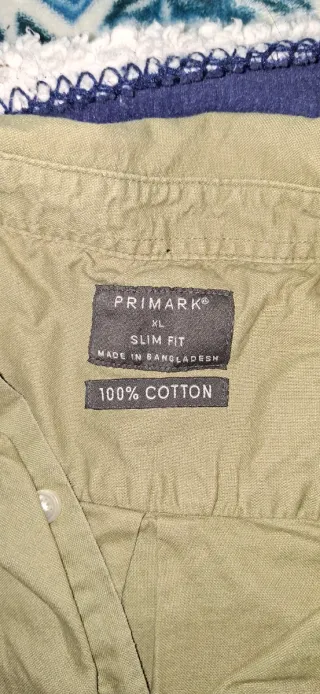 PRIMARK®
XL
SLIM FIT
MADE IN BANGLADESH
100% COTTON